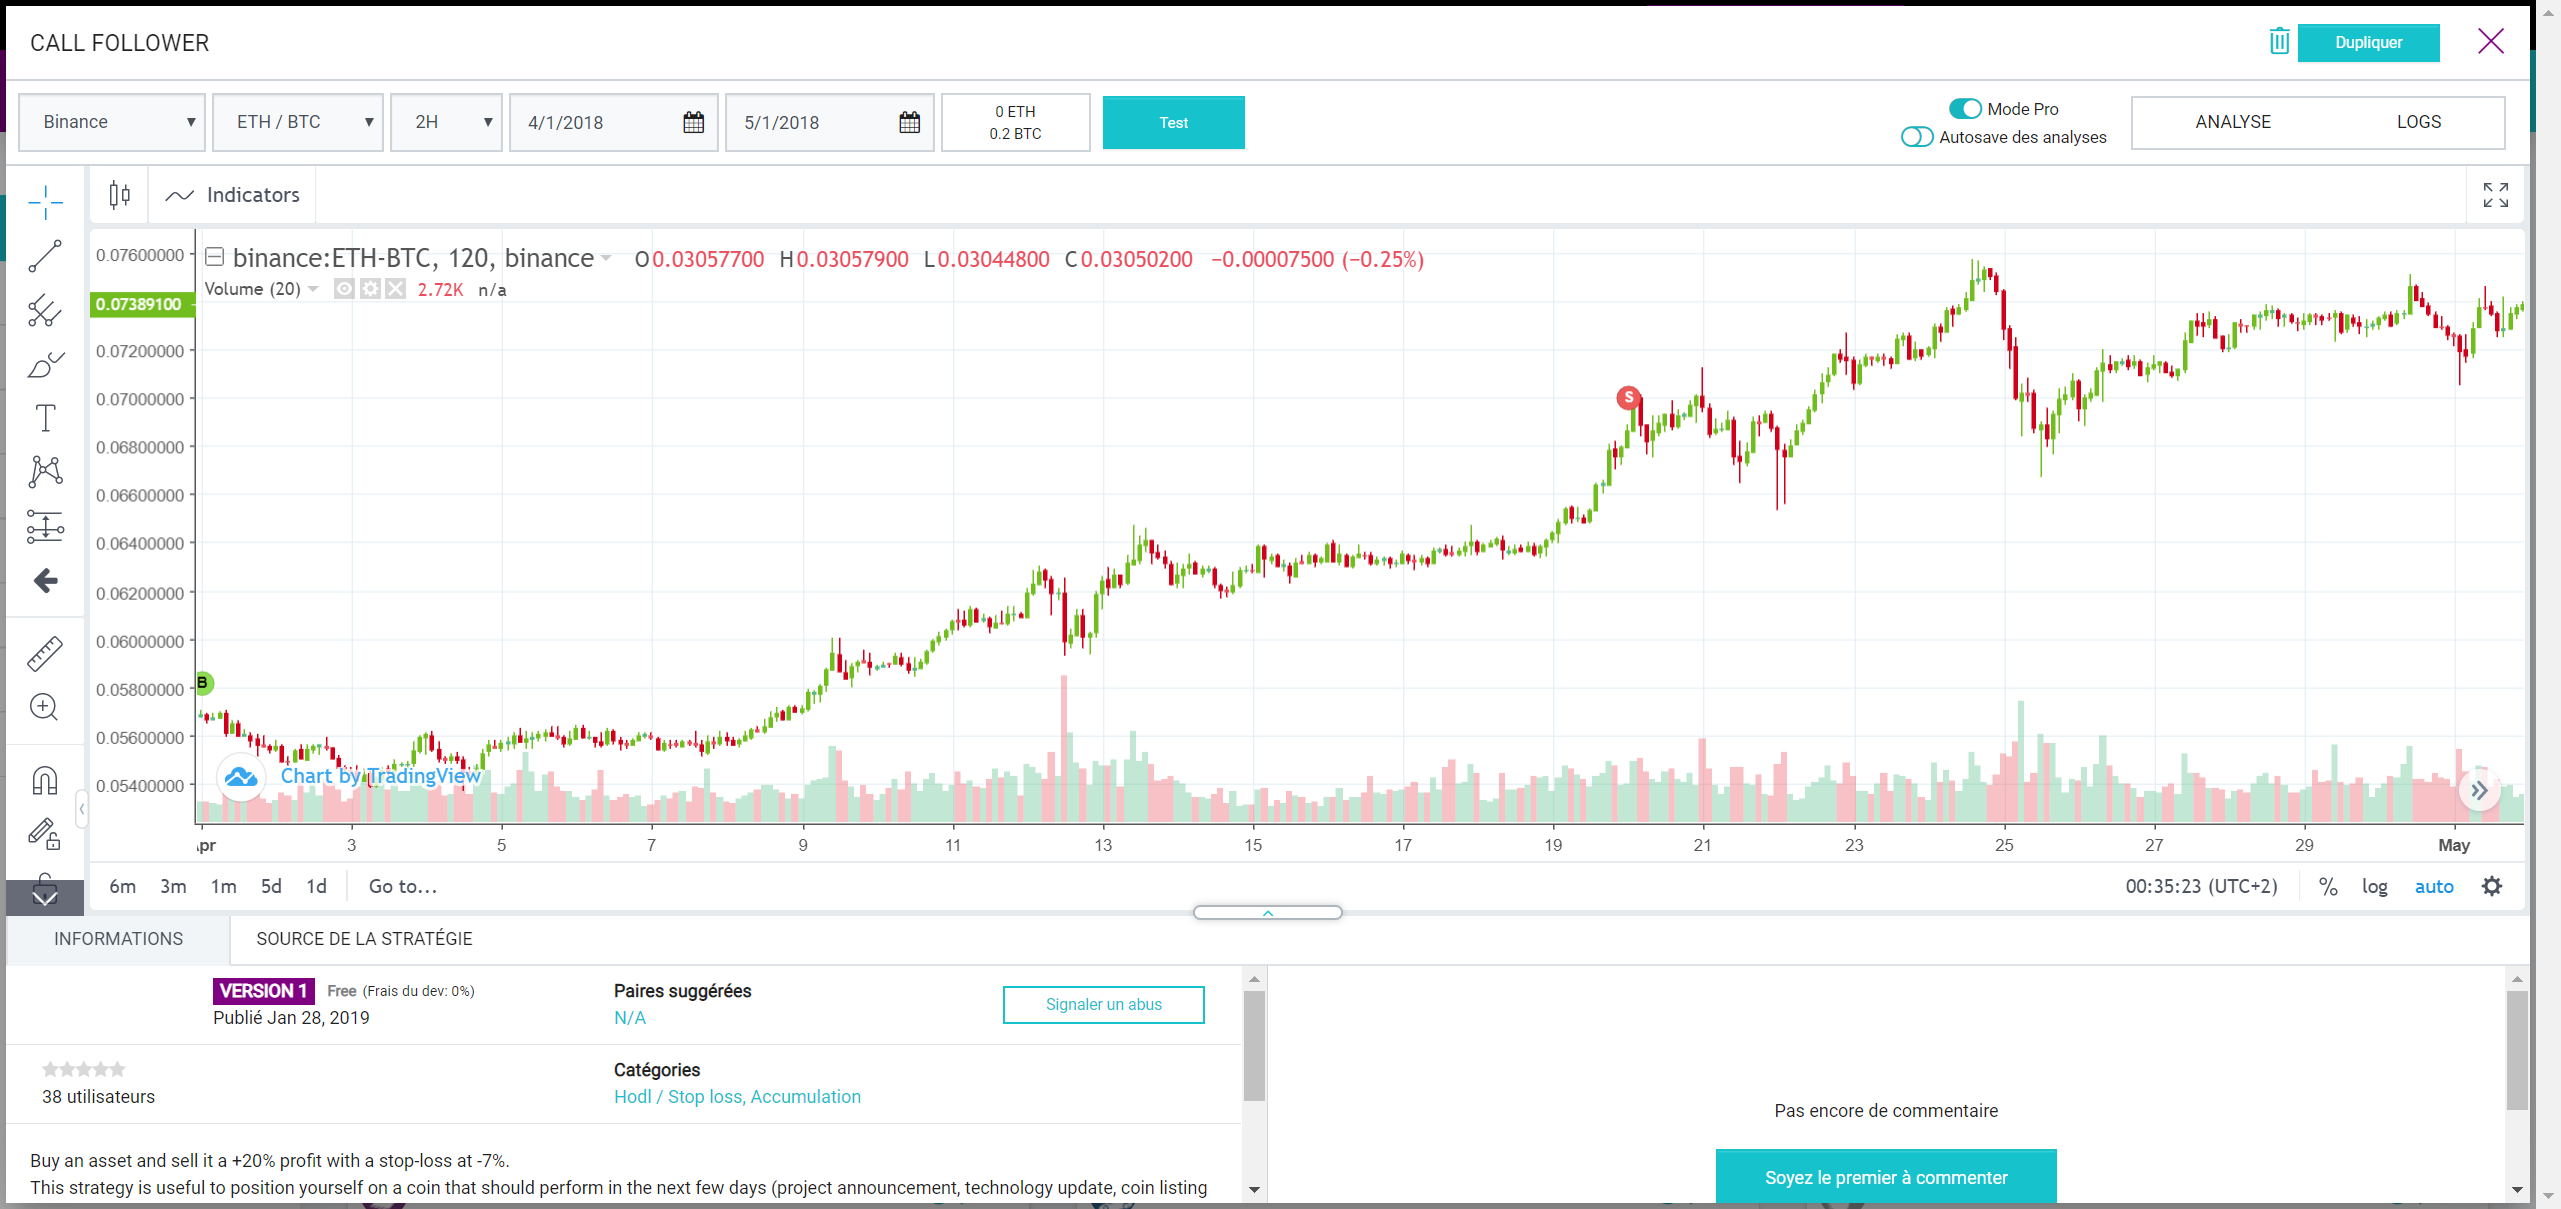 CALL FOLLOWER
Dupliquer
Binance
ETH / BTC
2H
4/1/2018
5/1/2018
0 ETH
0.2 BTC
Test
Mode Pro
Autosave des analyses
ANALYSE
LOGS
Indicators
binance:ETH-BTC, 120, binance O0.03057700 H0.03057900 L0.03044800 C0.03050200 −0.00007500 (−0.25%)
Volume (20) 2.72K n/a
0.07600000
0.07389100
0.07200000
0.07000000
0.06800000
0.06600000
0.06400000
0.06200000
0.06000000
0.05800000
0.05600000
0.05400000
B
S
Chart by TradingView
pr 3 5 7 9 11 13 15 17 19 21 23 25 27 29 May
6m 3m 1m 5d 1d Go to...
00:35:23 (UTC+2) % log auto
INFORMATIONS
SOURCE DE LA STRATÉGIE
VERSION 1 Free (Frais du dev: 0%)
Publié Jan 28, 2019
Paires suggérées
N/A
Signaler un abus
38 utilisateurs
Catégories
Hodl / Stop loss, Accumulation
Buy an asset and sell it a +20% profit with a stop-loss at -7%.
This strategy is useful to position yourself on a coin that should perform in the next few days (project announcement, technology update, coin listing
Pas encore de commentaire
Soyez le premier à commenter